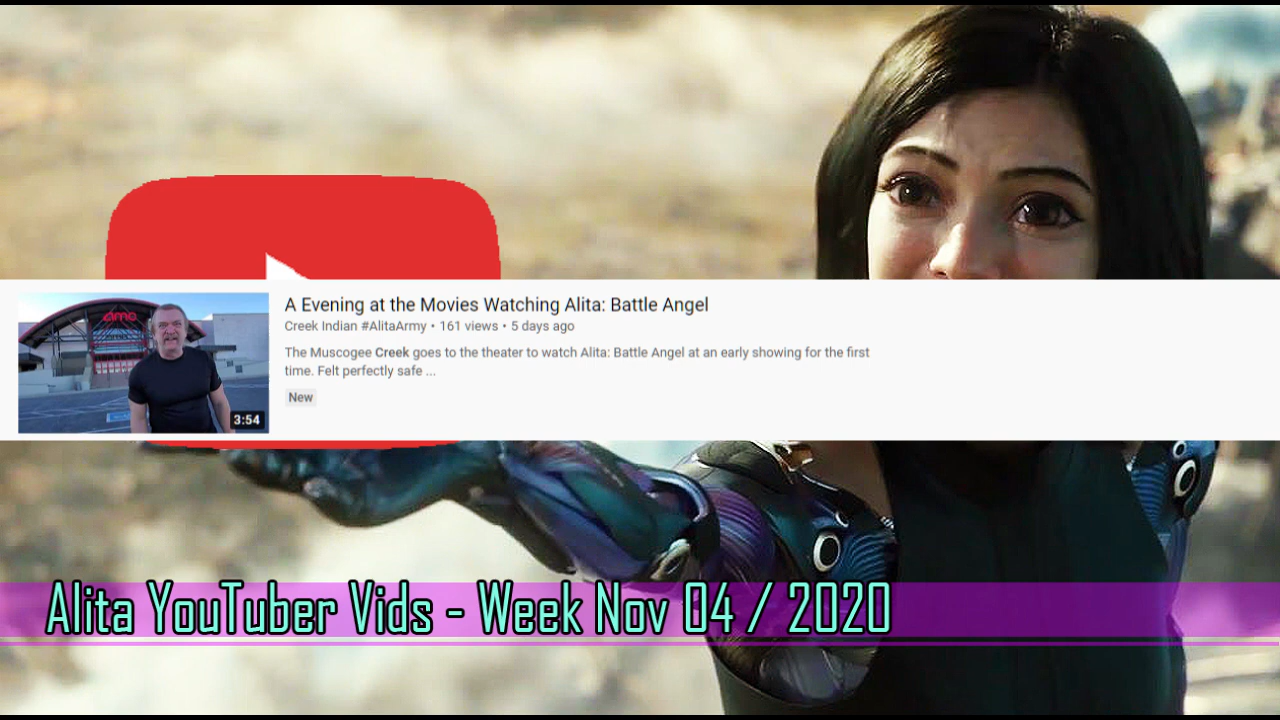 A Evening at the Movies Watching Alita: Battle Angel
Creek Indian #AlitaArmy • 161 views • 5 days ago
The Muscogee Creek goes to the theater to watch Alita: Battle Angel at an early showing for the first
time. Felt perfectly safe ...
New
amc
3:54
Alita YouTuber Vids - Week Nov 04 / 2020